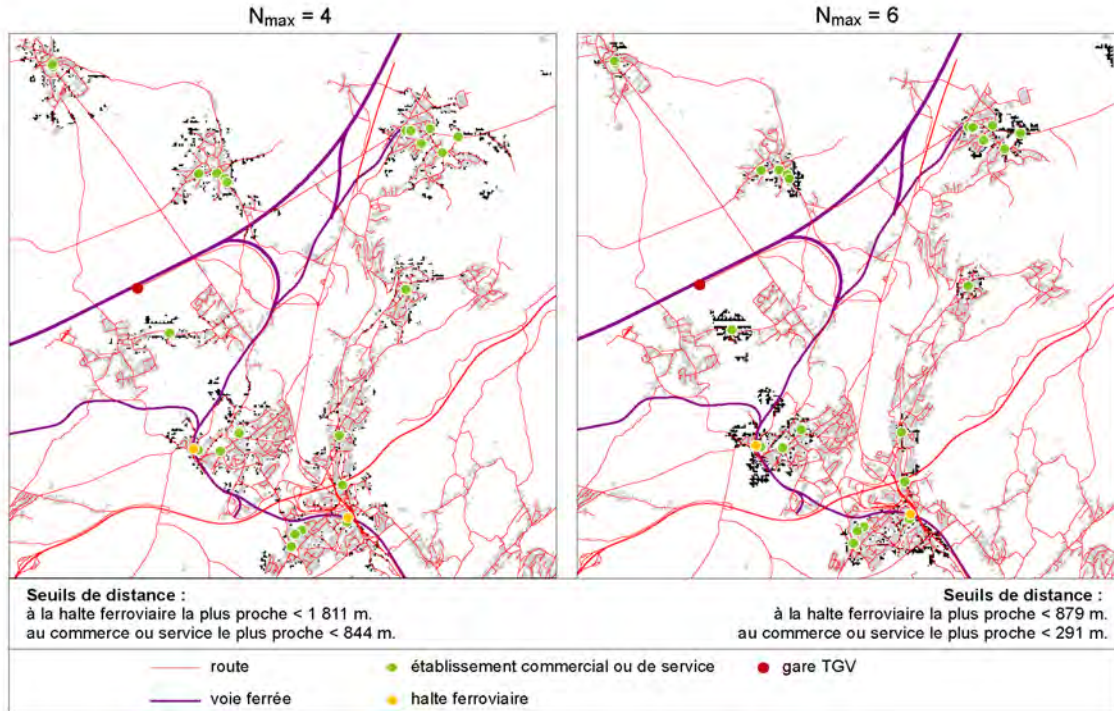 N_max = 4
N_max = 6
Seuils de distance :
à la halte ferroviaire la plus proche < 1 811 m.
au commerce ou service le plus proche < 844 m.
Seuils de distance :
à la halte ferroviaire la plus proche < 879 m.
au commerce ou service le plus proche < 291 m.
route
établissement commercial ou de service
gare TGV
voie ferrée
halte ferroviaire